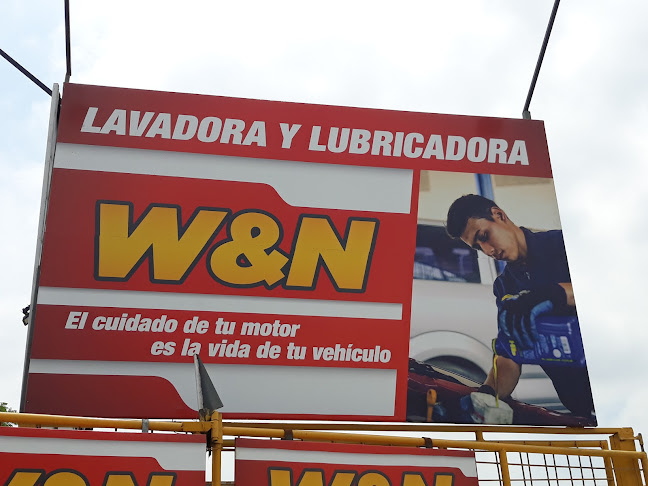 LAVADORA Y LUBRICADORA
W&N
El cuidado de tu motor
es la vida de tu vehículo
W&N
W&N